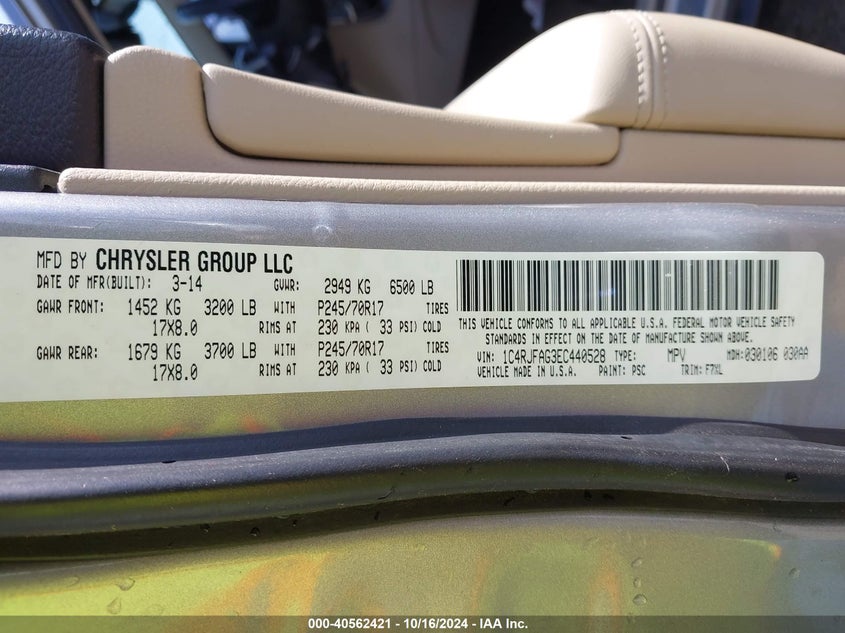 MFD BY CHRYSLER GROUP LLC
DATE OF MFR(BUILT): 3-14 GVWR: 2949 KG 6500 LB
GAWR FRONT: 1452 KG 3200 LB WITH P245/70R17 TIRES
17X8.0 RIMS AT 230 KPA ( 33 PSI) COLD
GAWR REAR: 1679 KG 3700 LB WITH P245/70R17 TIRES
17X8.0 RIMS AT 230 KPA ( 33 PSI) COLD
THIS VEHICLE CONFORMS TO ALL APPLICABLE U.S.A. FEDERAL MOTOR VEHICLE SAFETY
STANDARDS IN EFFECT ON THE DATE OF MANUFACTURE SHOWN ABOVE.
VIN: 1C4RJFAG3EC440528 TYPE: MPV MDH: 030106 030AA
VEHICLE MADE IN U.S.A. PAINT: PSC TRIM: F7XL
000-40562421 - 10/16/2024 - IAA Inc.